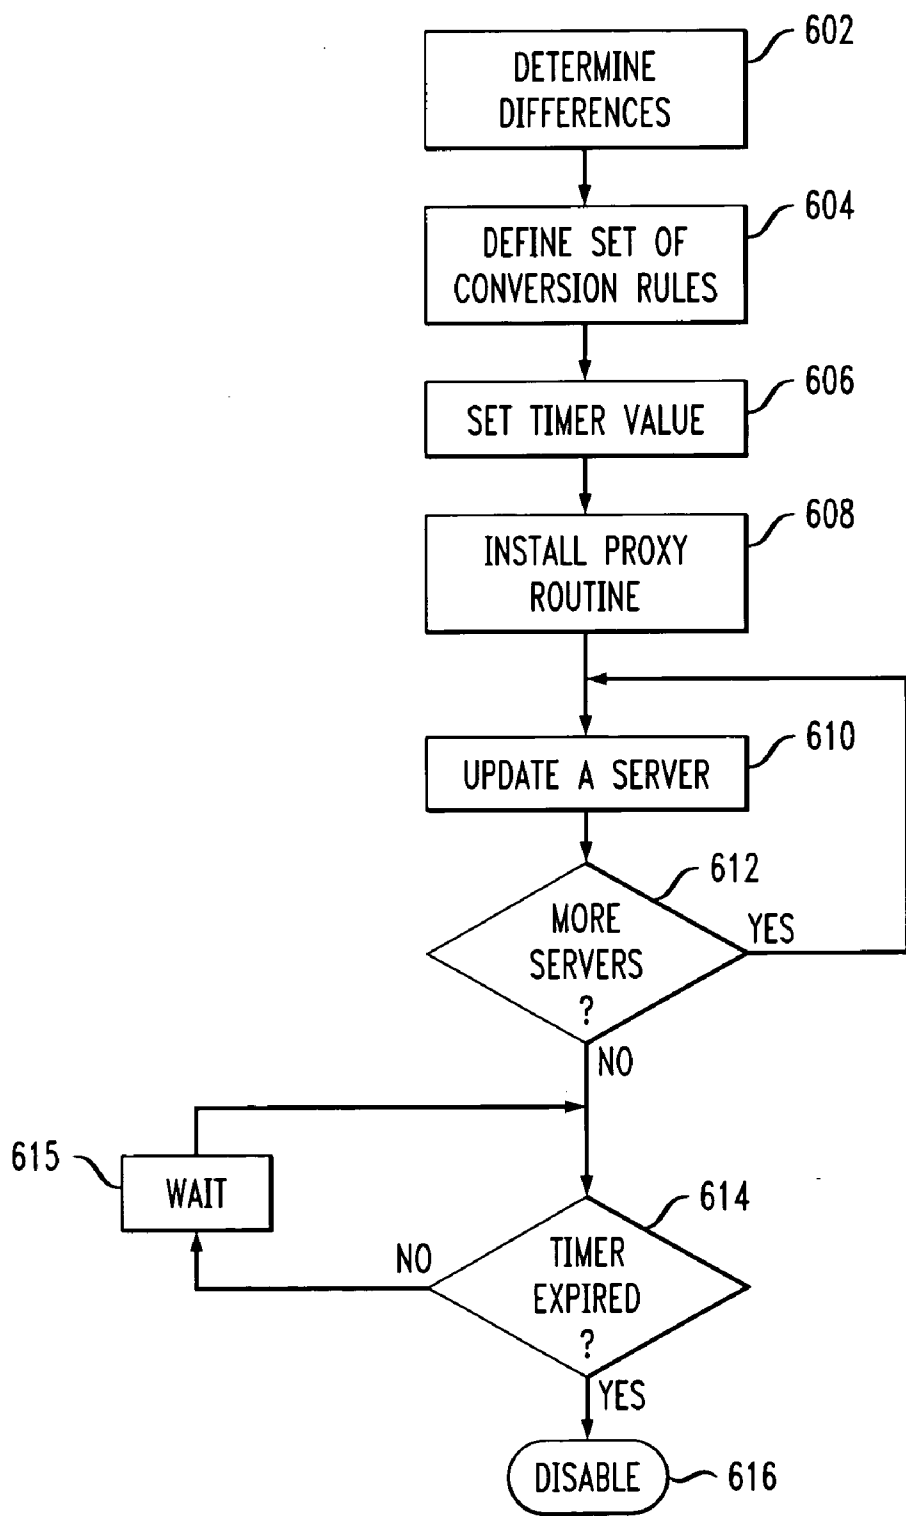 602
DETERMINE
DIFFERENCES
604
DEFINE SET OF
CONVERSION RULES
606
SET TIMER VALUE
608
INSTALL PROXY
ROUTINE
610
UPDATE A SERVER
612
MORE
SERVERS
?
YES
NO
615
WAIT
614
TIMER
EXPIRED
?
NO
YES
DISABLE
616